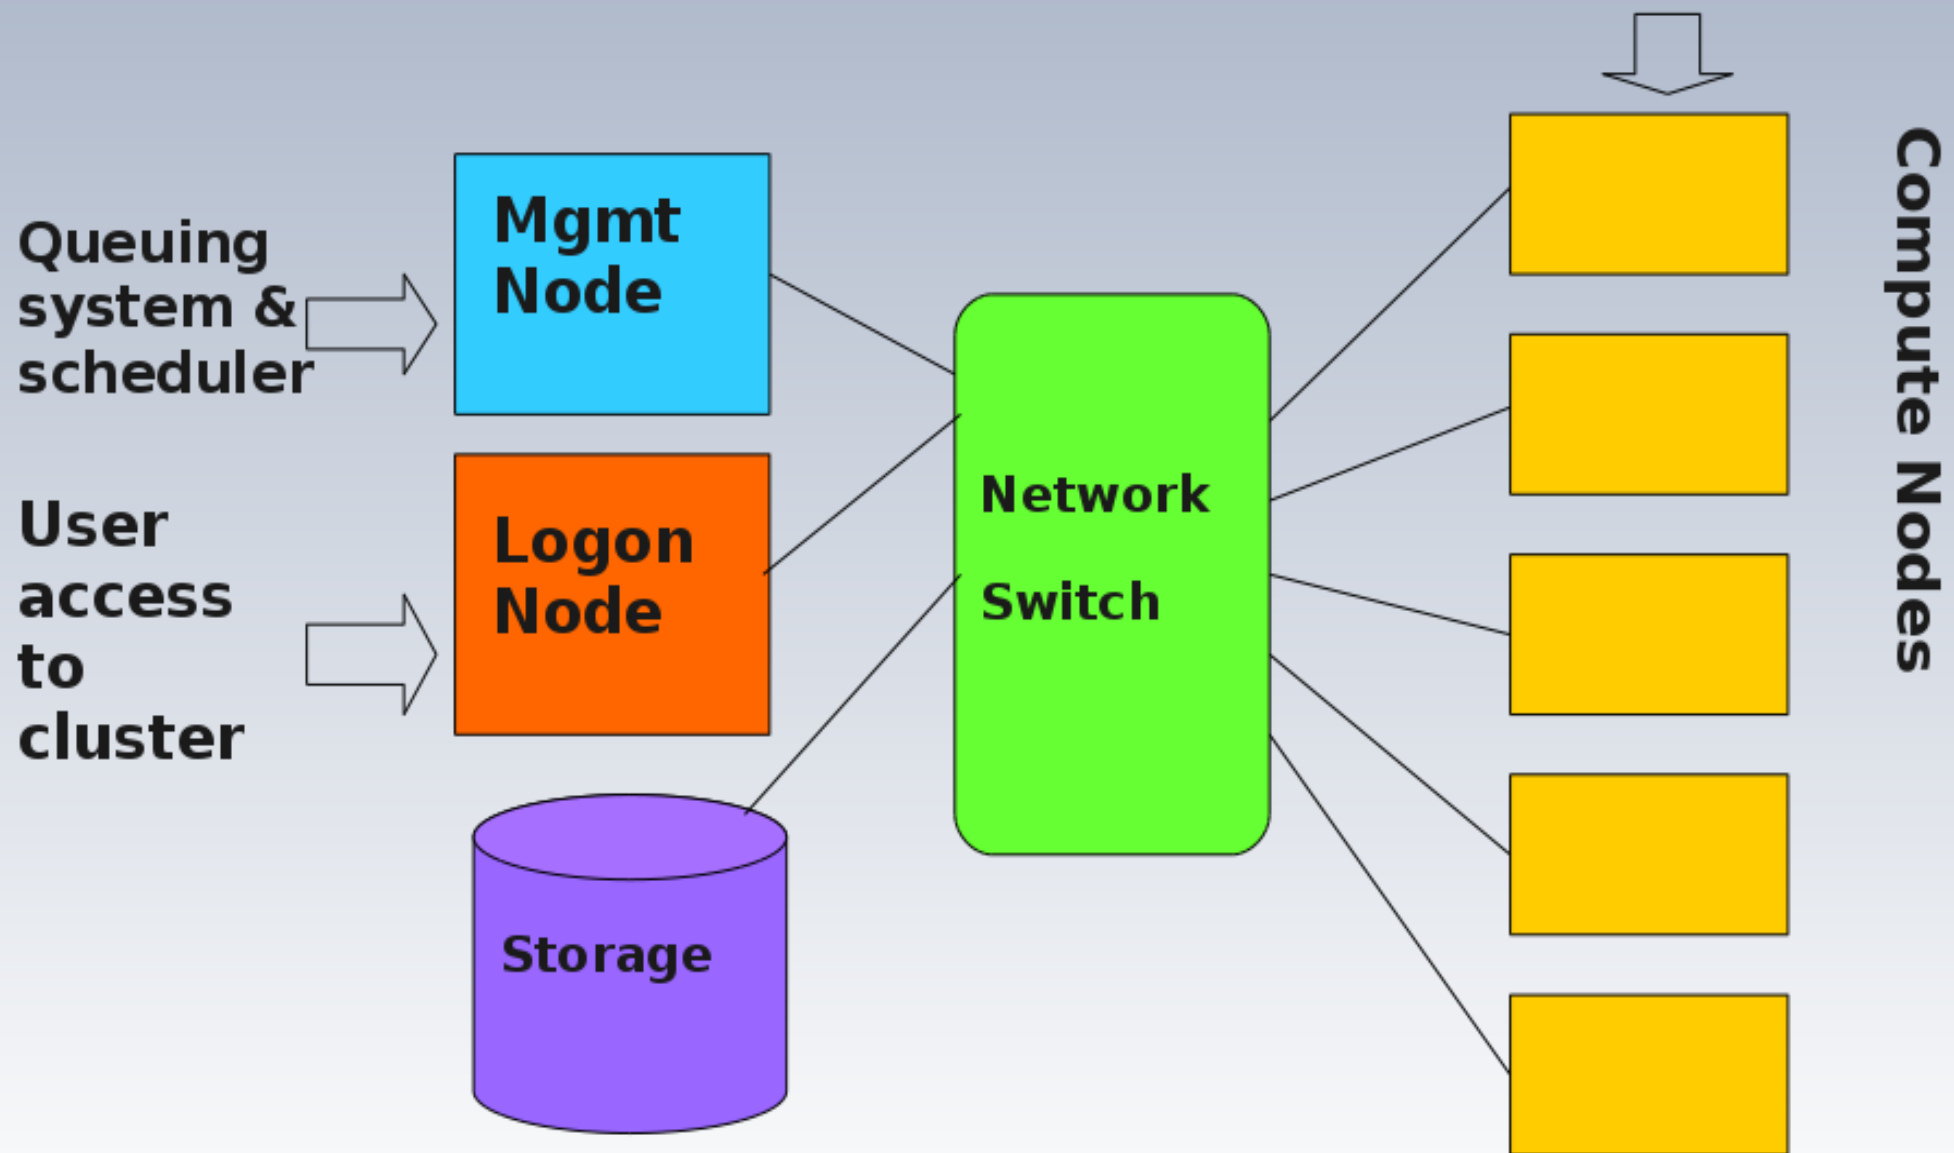 Queuing
system &
scheduler
Mgmt
Node
User
access
to
cluster
Logon
Node
Storage
Network
Switch
Compute Nodes